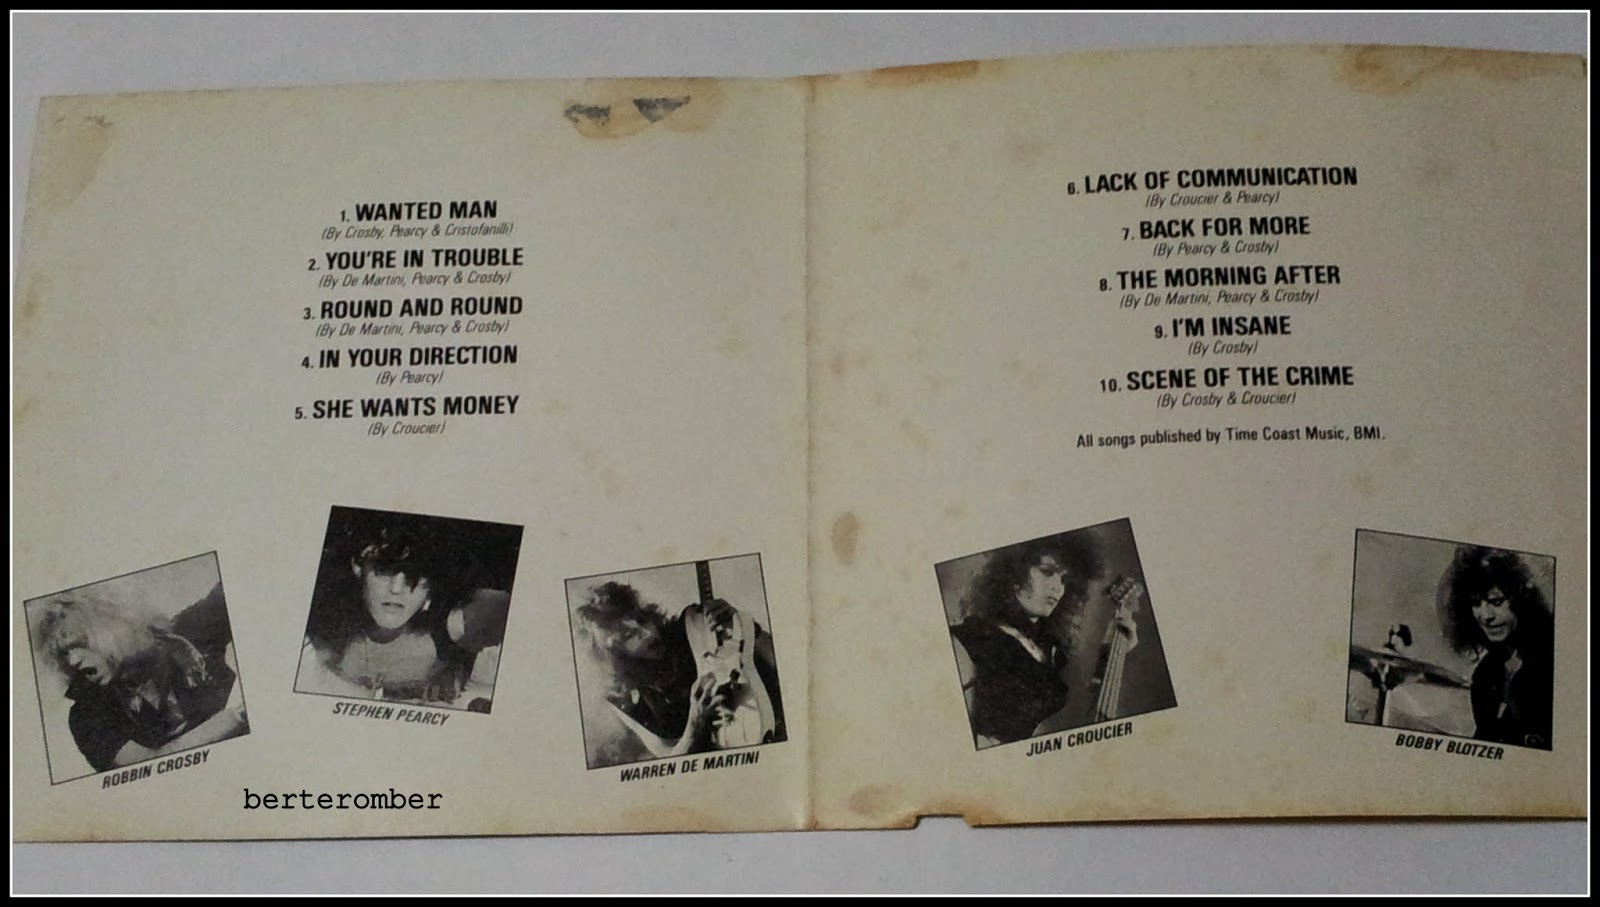 1. WANTED MAN
(By Crosby, Pearcy & Cristofanilli)
2. YOU'RE IN TROUBLE
(By De Martini, Pearcy & Crosby)
3. ROUND AND ROUND
(By De Martini, Pearcy & Crosby)
4. IN YOUR DIRECTION
(By Pearcy)
5. SHE WANTS MONEY
(By Croucier)
ROBBIN CROSBY
STEPHEN PEARCY
WARREN DE MARTINI
berteromber
6. LACK OF COMMUNICATION
(By Croucier & Pearcy)
7. BACK FOR MORE
(By Pearcy & Crosby)
8. THE MORNING AFTER
(By De Martini, Pearcy & Crosby)
9. I'M INSANE
(By Crosby)
10. SCENE OF THE CRIME
(By Crosby & Croucier)
All songs published by Time Coast Music, BMI.
JUAN CROUCIER
BOBBY BLOTZER